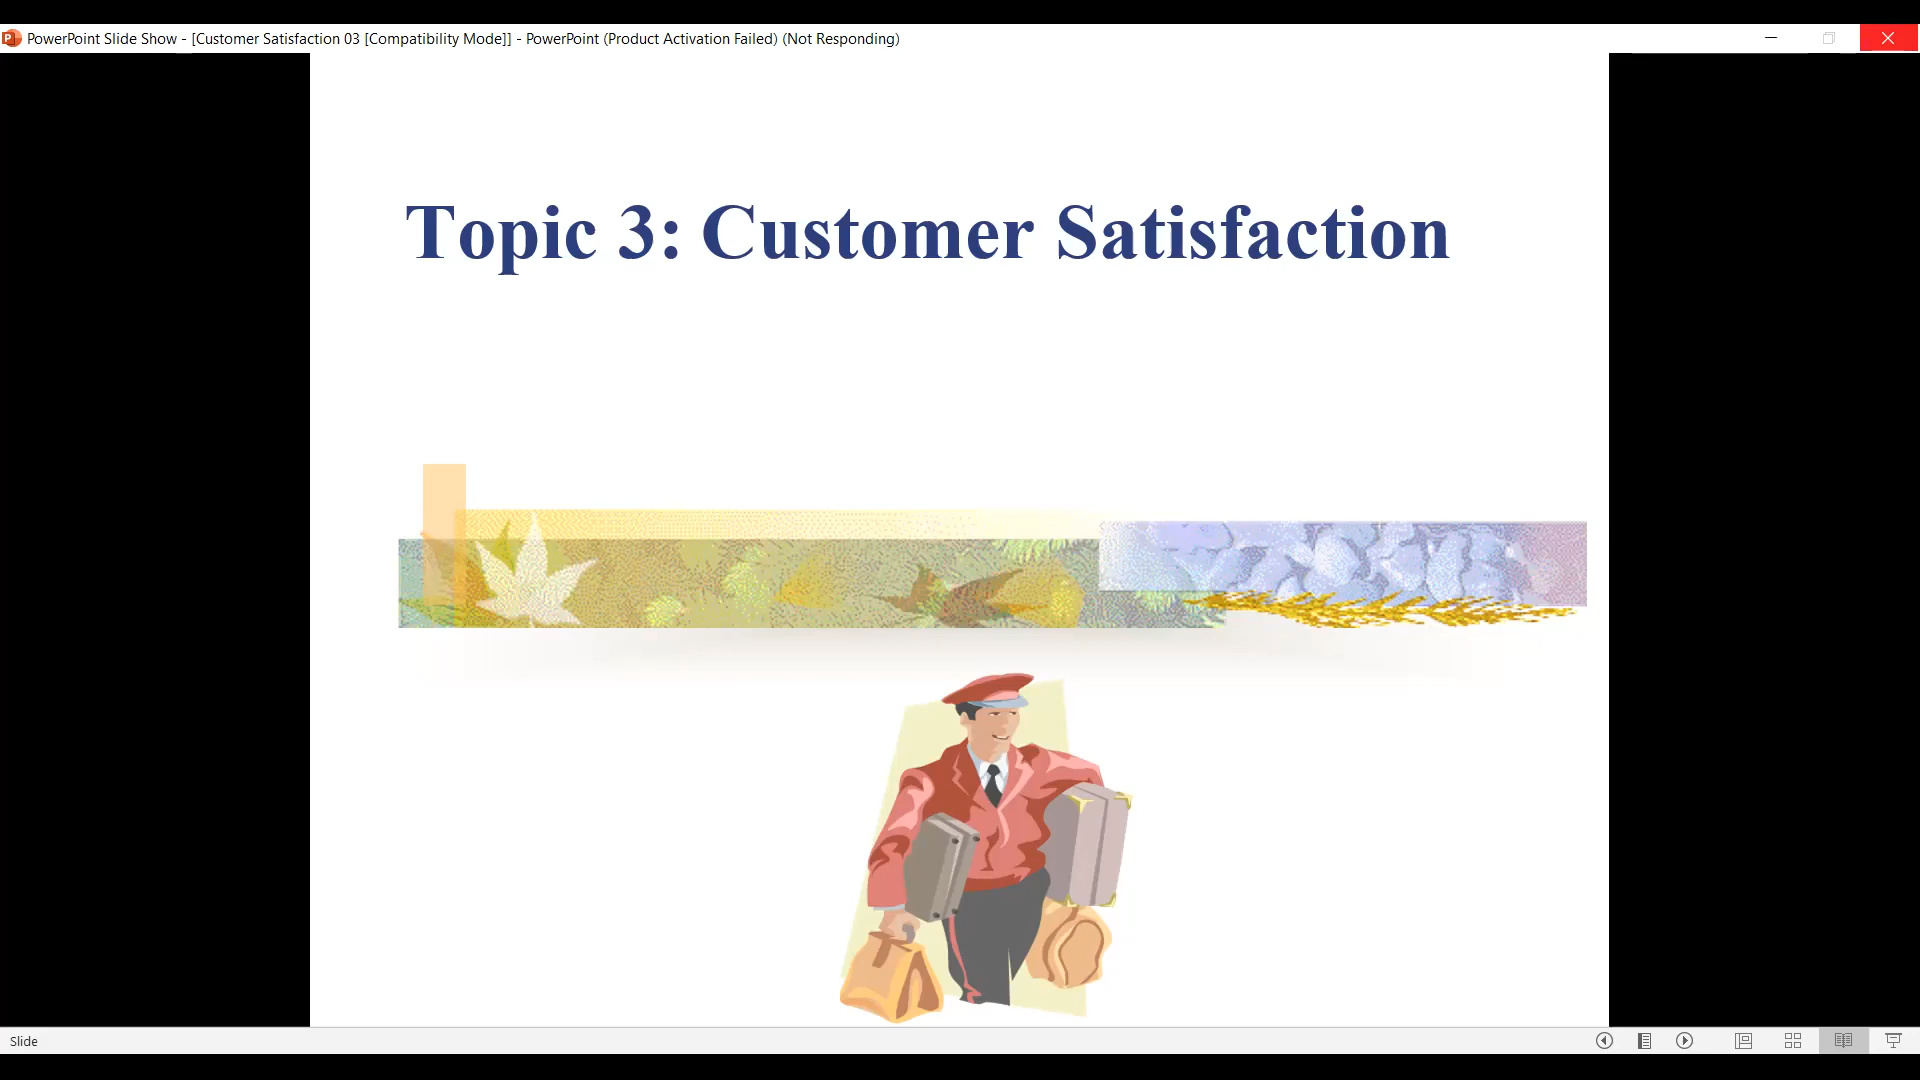 PowerPoint Slide Show - [Customer Satisfaction 03 [Compatibility Mode]] - PowerPoint (Product Activation Failed) (Not Responding)
Topic 3: Customer Satisfaction
Slide